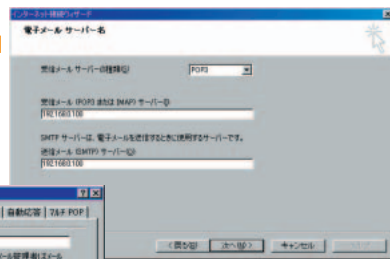 インターネット接続ウィザード
電子メール サーバー名
受信メール サーバーの種類(S)
POP3
受信メール (POP3 または IMAP) サーバー(I)
192.168.0.100
SMTP サーバーは、電子メールを送信するときに使用するサーバーです。
送信メール (SMTP) サーバー(O)
192.168.0.100
自動応答
マルチ POP
< 戻る(B)
次へ(N) >
キャンセル